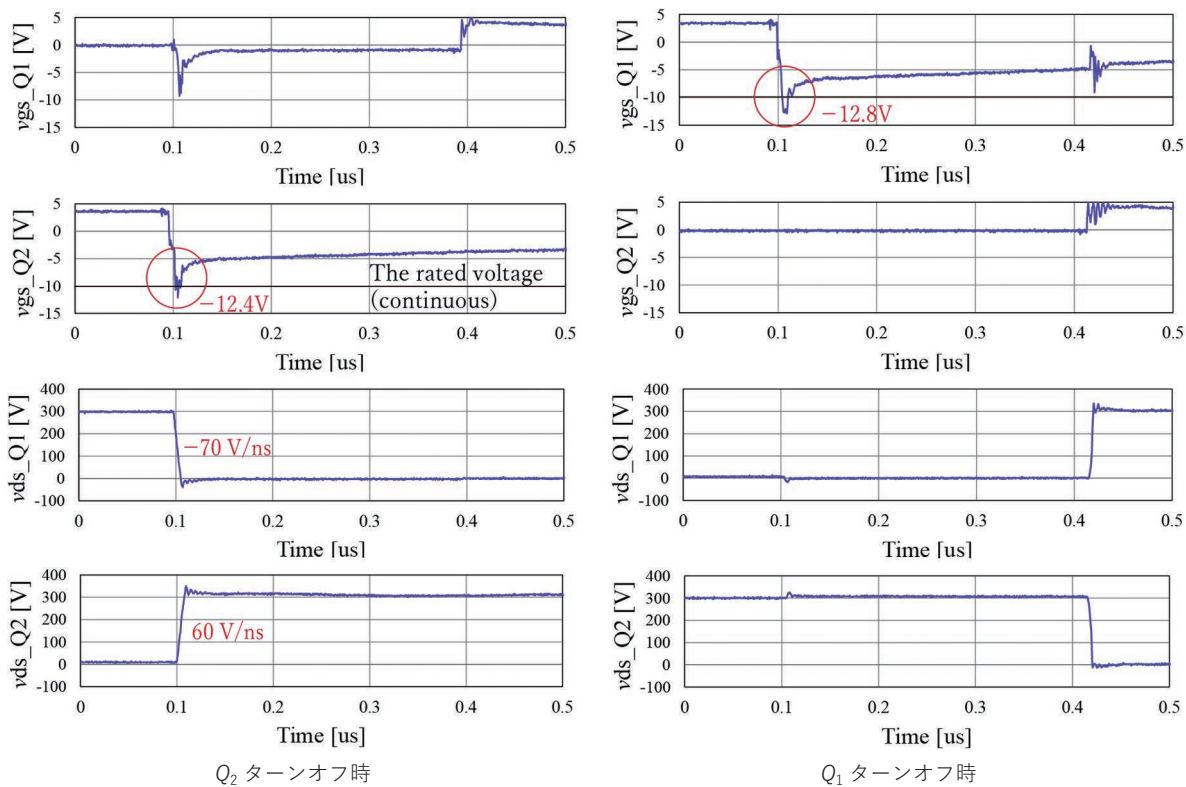 vgs_Q1 [V]
5
0
-5
-10
-15
0 0.1 0.2 0.3 0.4 0.5
Time [us]
vgs_Q2 [V]
5
0
-5
-10
-15
The rated voltage
(continuous)
−12.4V
0 0.1 0.2 0.3 0.4 0.5
Time [us]
vds_Q1 [V]
400
300
200
100
0
-100
−70 V/ns
0 0.1 0.2 0.3 0.4 0.5
Time [us]
vds_Q2 [V]
400
300
200
100
0
-100
60 V/ns
0 0.1 0.2 0.3 0.4 0.5
Time [us]
Q2 ターンオフ時
vgs_Q1 [V]
5
0
-5
-10
-15
−12.8V
0 0.1 0.2 0.3 0.4 0.5
Time [us]
vgs_Q2 [V]
5
0
-5
-10
-15
0 0.1 0.2 0.3 0.4 0.5
Time [us]
vds_Q1 [V]
400
300
200
100
0
-100
0 0.1 0.2 0.3 0.4 0.5
Time [us]
vds_Q2 [V]
400
300
200
100
0
-100
0 0.1 0.2 0.3 0.4 0.5
Time [us]
Q1 ターンオフ時